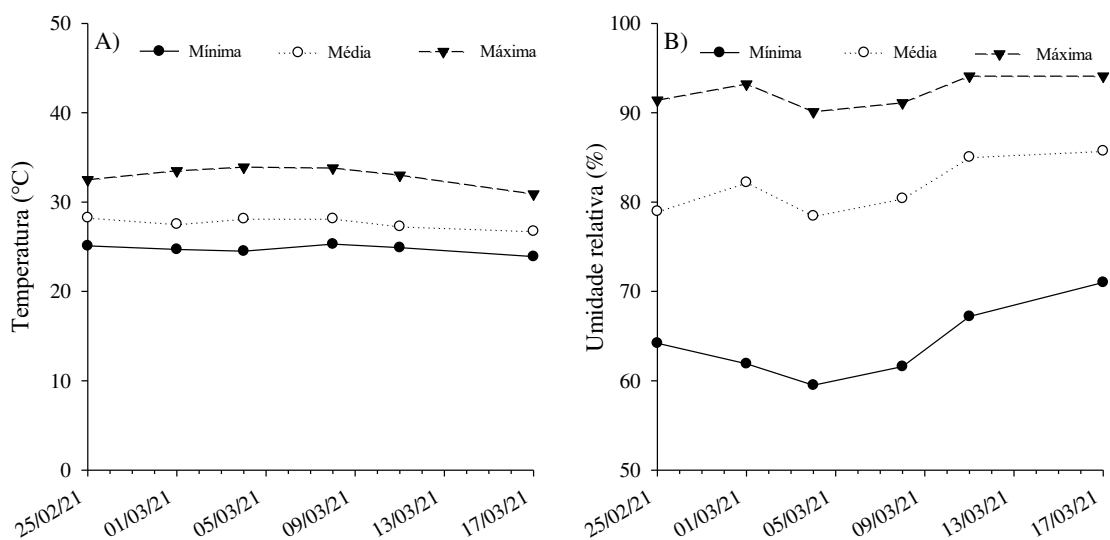 A)
Mínima
Média
Máxima
Temperatura (°C)
50
40
30
20
10
0
25/02/21
01/03/21
05/03/21
09/03/21
13/03/21
17/03/21
B)
Mínima
Média
Máxima
Umidade relativa (%)
100
90
80
70
60
50
25/02/21
01/03/21
05/03/21
09/03/21
13/03/21
17/03/21